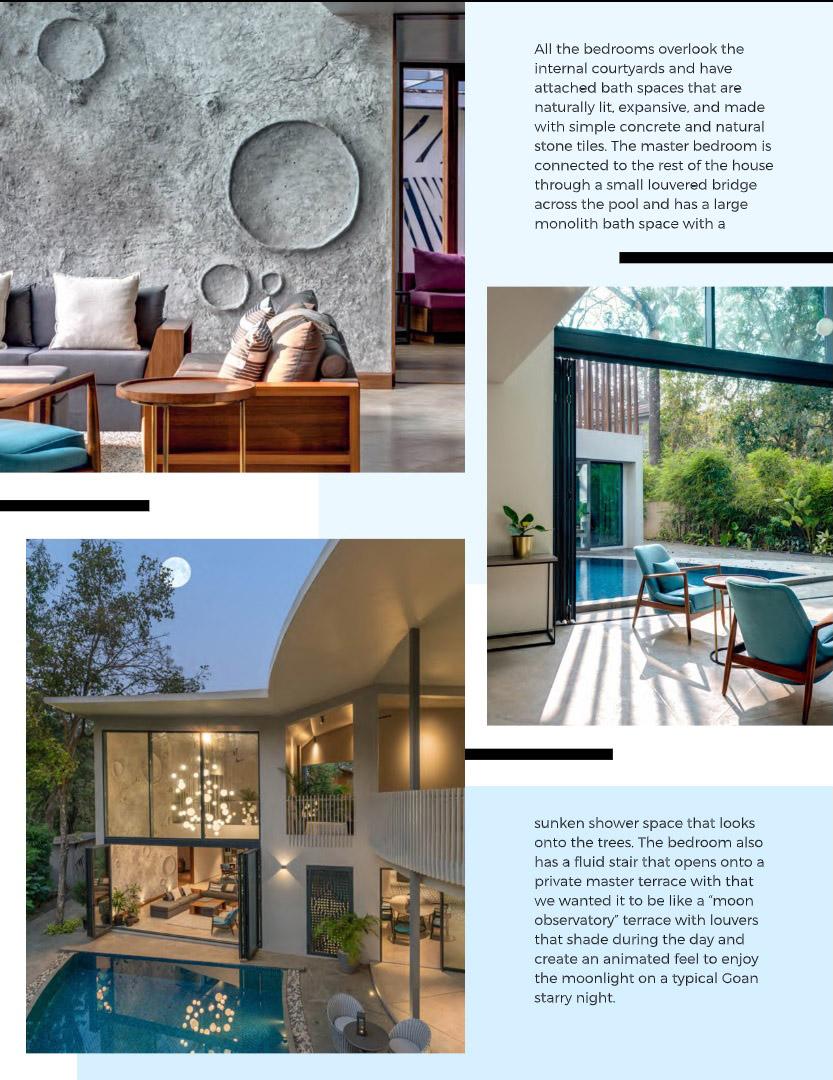 All the bedrooms overlook the
internal courtyards and have
attached bath spaces that are
naturally lit, expansive, and made
with simple concrete and natural
stone tiles. The master bedroom is
connected to the rest of the house
through a small louvered bridge
across the pool and has a large
monolith bath space with a
sunken shower space that looks
onto the trees. The bedroom also
has a fluid stair that opens onto a
private master terrace with that
we wanted it to be like a “moon
observatory” terrace with louvers
that shade during the day and
create an animated feel to enjoy
the moonlight on a typical Goan
starry night.